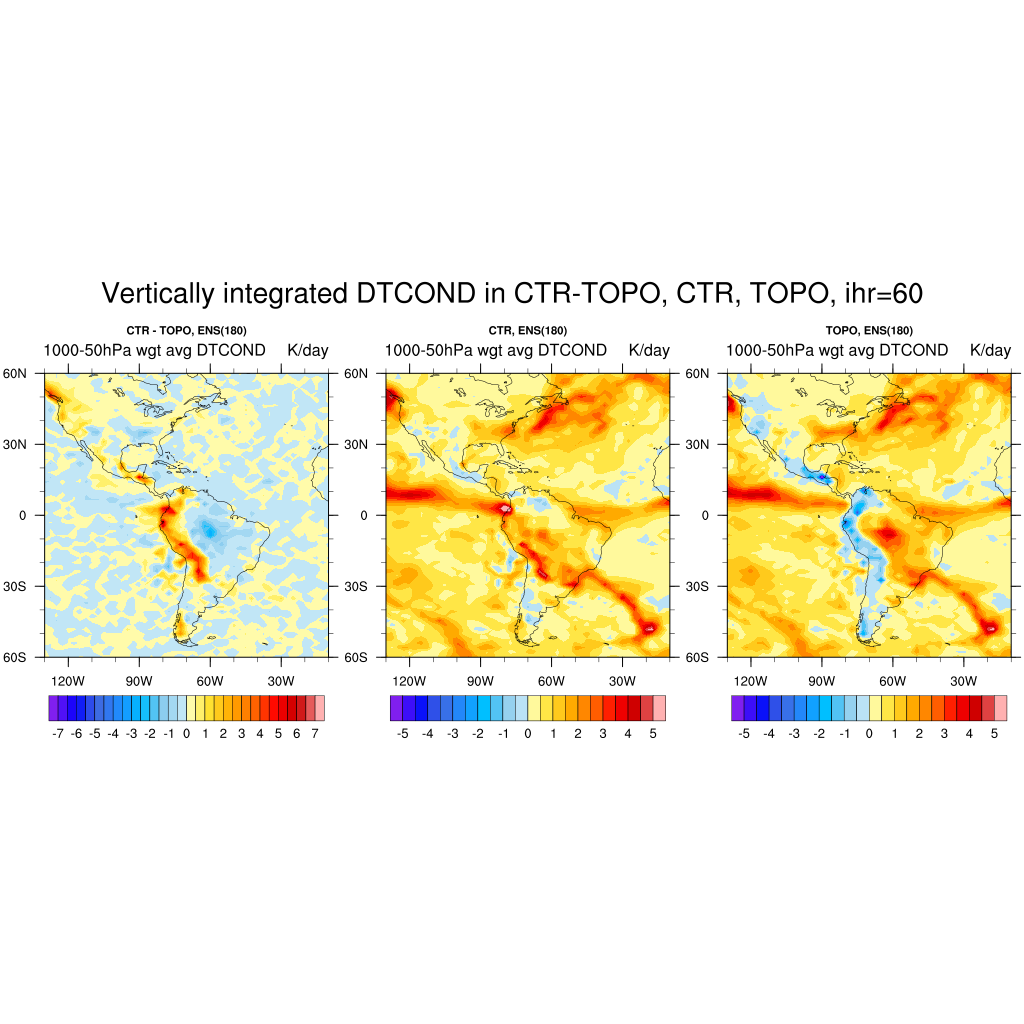 Vertically integrated DTCOND in CTR-TOPO, CTR, TOPO, ihr=60
CTR - TOPO, ENS(180)
1000-50hPa wgt avg DTCOND K/day
60N
30N
0
30S
60S
120W 90W 60W 30W
-7 -6 -5 -4 -3 -2 -1 0 1 2 3 4 5 6 7
CTR, ENS(180)
1000-50hPa wgt avg DTCOND K/day
60N
30N
0
30S
60S
120W 90W 60W 30W
-5 -4 -3 -2 -1 0 1 2 3 4 5
TOPO, ENS(180)
1000-50hPa wgt avg DTCOND K/day
60N
30N
0
30S
60S
120W 90W 60W 30W
-5 -4 -3 -2 -1 0 1 2 3 4 5